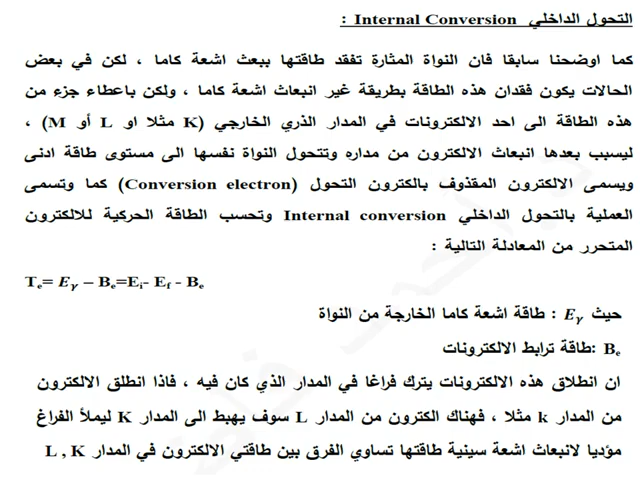 التحول الداخلي Internal Conversion :
كما اوضحنا سابقا فان النواة المثارة تفقد طاقتها ببعث اشعة كاما ، لكن في بعض
الحالات يكون فقدان هذه الطاقة بطريقة غير انبعاث اشعة كاما ، ولكن باعطاء جزء من
هذه الطاقة الى احد الالكترونات في المدار الذري الخارجي (K مثلا او L أو M) ،
ليسبب بعدها انبعاث الالكترون من مداره وتتحول النواة نفسها الى مستوى طاقة ادنى
ويسمى الالكترون المقذوف بالكترون التحول (Conversion electron) كما وتسمى
العملية بالتحول الداخلي Internal conversion وتحسب الطاقة الحركية للالكترون
المتحرر من المعادلة التالية :
Tₑ= Eγ – Bₑ=Eᵢ- E_f - Bₑ
حيث Eγ : طاقة اشعة كاما الخارجة من النواة
Bₑ :طاقة ترابط الالكترونات
ان انطلاق هذه الالكترونات يترك فراغا في المدار الذي كان فيه ، فاذا انطلق الالكترون
من المدار k مثلا ، فهناك الكترون من المدار L سوف يهبط الى المدار K ليملأ الفراغ
مؤديا لانبعاث اشعة سينية طاقتها تساوي الفرق بين طاقتي الالكترون في المدار L , K